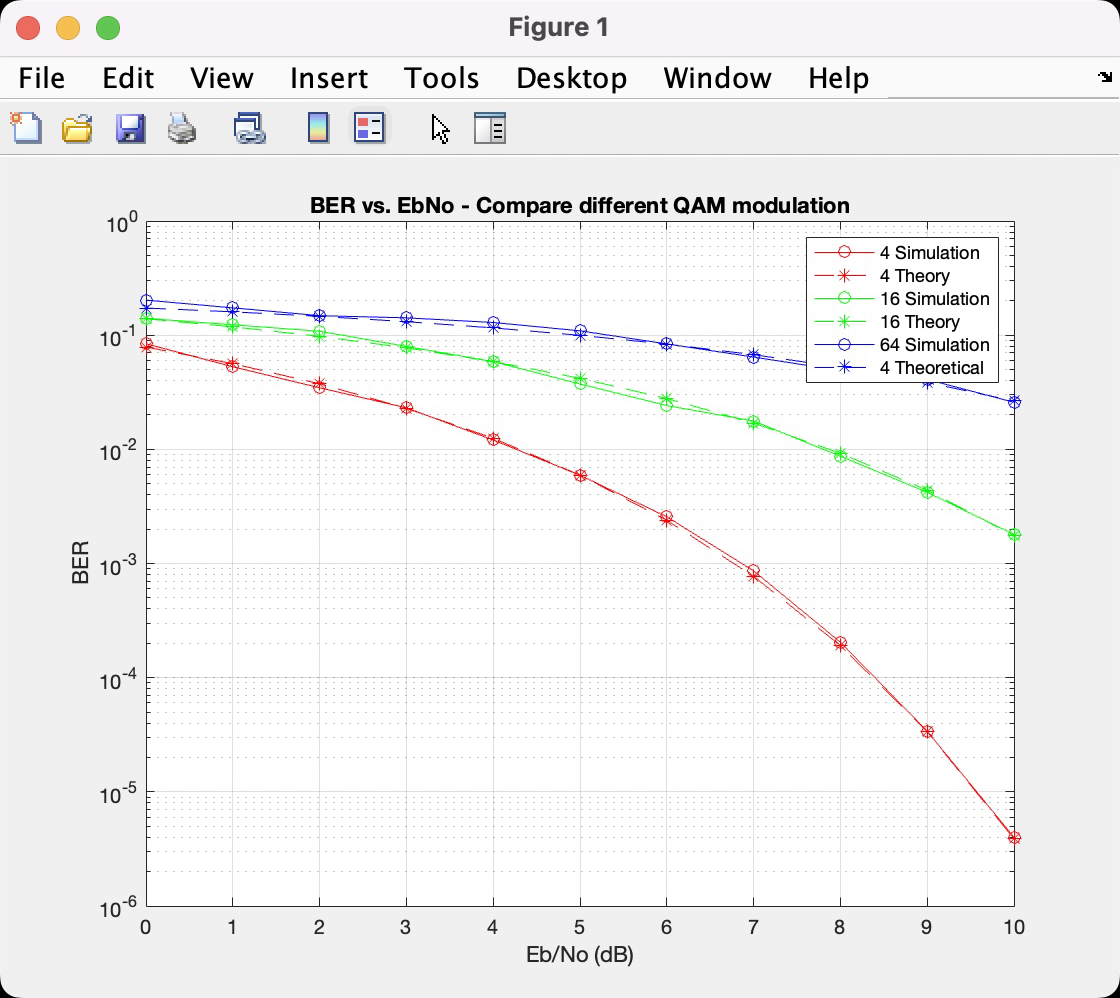 Figure 1
File Edit View Insert Tools Desktop Window Help
BER vs. EbNo - Compare different QAM modulation
10^0
10^-1
10^-2
10^-3
10^-4
10^-5
10^-6
BER
4 Simulation
4 Theory
16 Simulation
16 Theory
64 Simulation
4 Theoretical
0 1 2 3 4 5 6 7 8 9 10
Eb/No (dB)